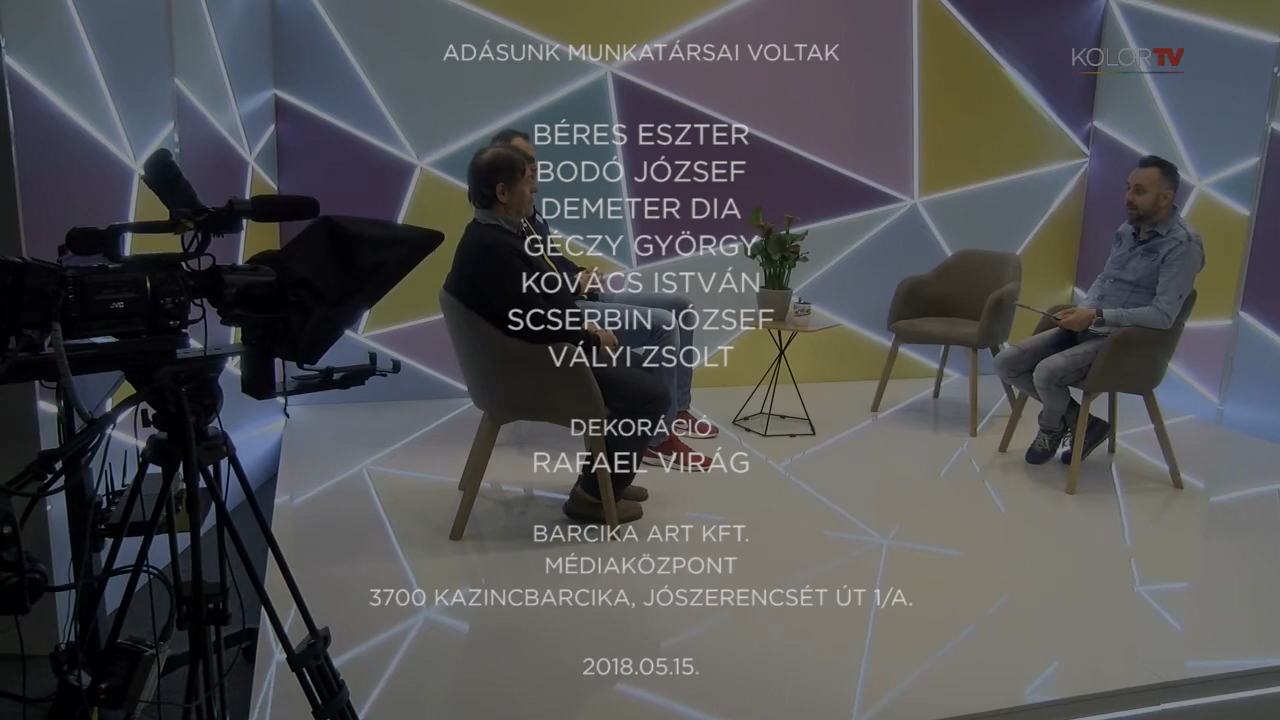 ADÁSUNK MUNKATÁRSAI VOLTAK
KOLORTV
BÉRES ESZTER
BODÓ JÓZSEF
DEMETER DIA
GÉCZY GYÖRGY
KOVÁCS ISTVÁN
SCSERBIN JÓZSEF
VÁLYI ZSOLT
JVC
DEKORÁCIÓ
RAFAEL VIRÁG
BARCIKA ART KFT.
MÉDIAKÖZPONT
3700 KAZINCBARCIKA, JÓSZERENCSÉT ÚT 1/A.
2018.05.15.